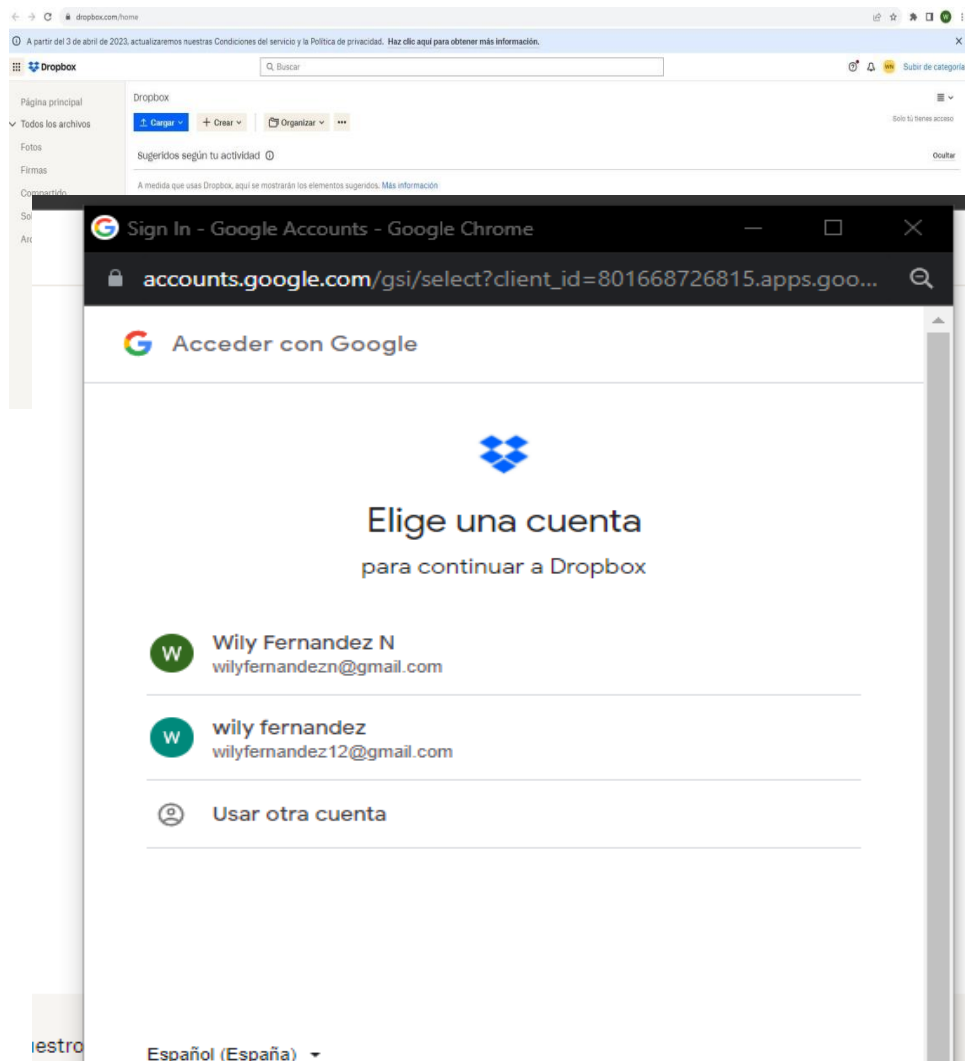 dropbox.com/home
A partir del 3 de abril de 2023, actualizaremos nuestras Condiciones del servicio y la Política de privacidad. Haz clic aquí para obtener más información.
Dropbox
Buscar
WN
Subir de categoría
Página principal
Dropbox
Todos los archivos
Cargar
Crear
Organizar
Solo tú tienes acceso
Fotos
Sugeridos según tu actividad
Ocultar
Firmas
A medida que usas Dropbox, aquí se mostrarán los elementos sugeridos. Más información
Compartido
Sign In - Google Accounts - Google Chrome
accounts.google.com/gsi/select?client_id=801668726815.apps.goo...
Acceder con Google
Elige una cuenta
para continuar a Dropbox
W
Wily Fernandez N
wilyfernandezn@gmail.com
W
wily fernandez
wilyfernandez12@gmail.com
Usar otra cuenta
Español (España)